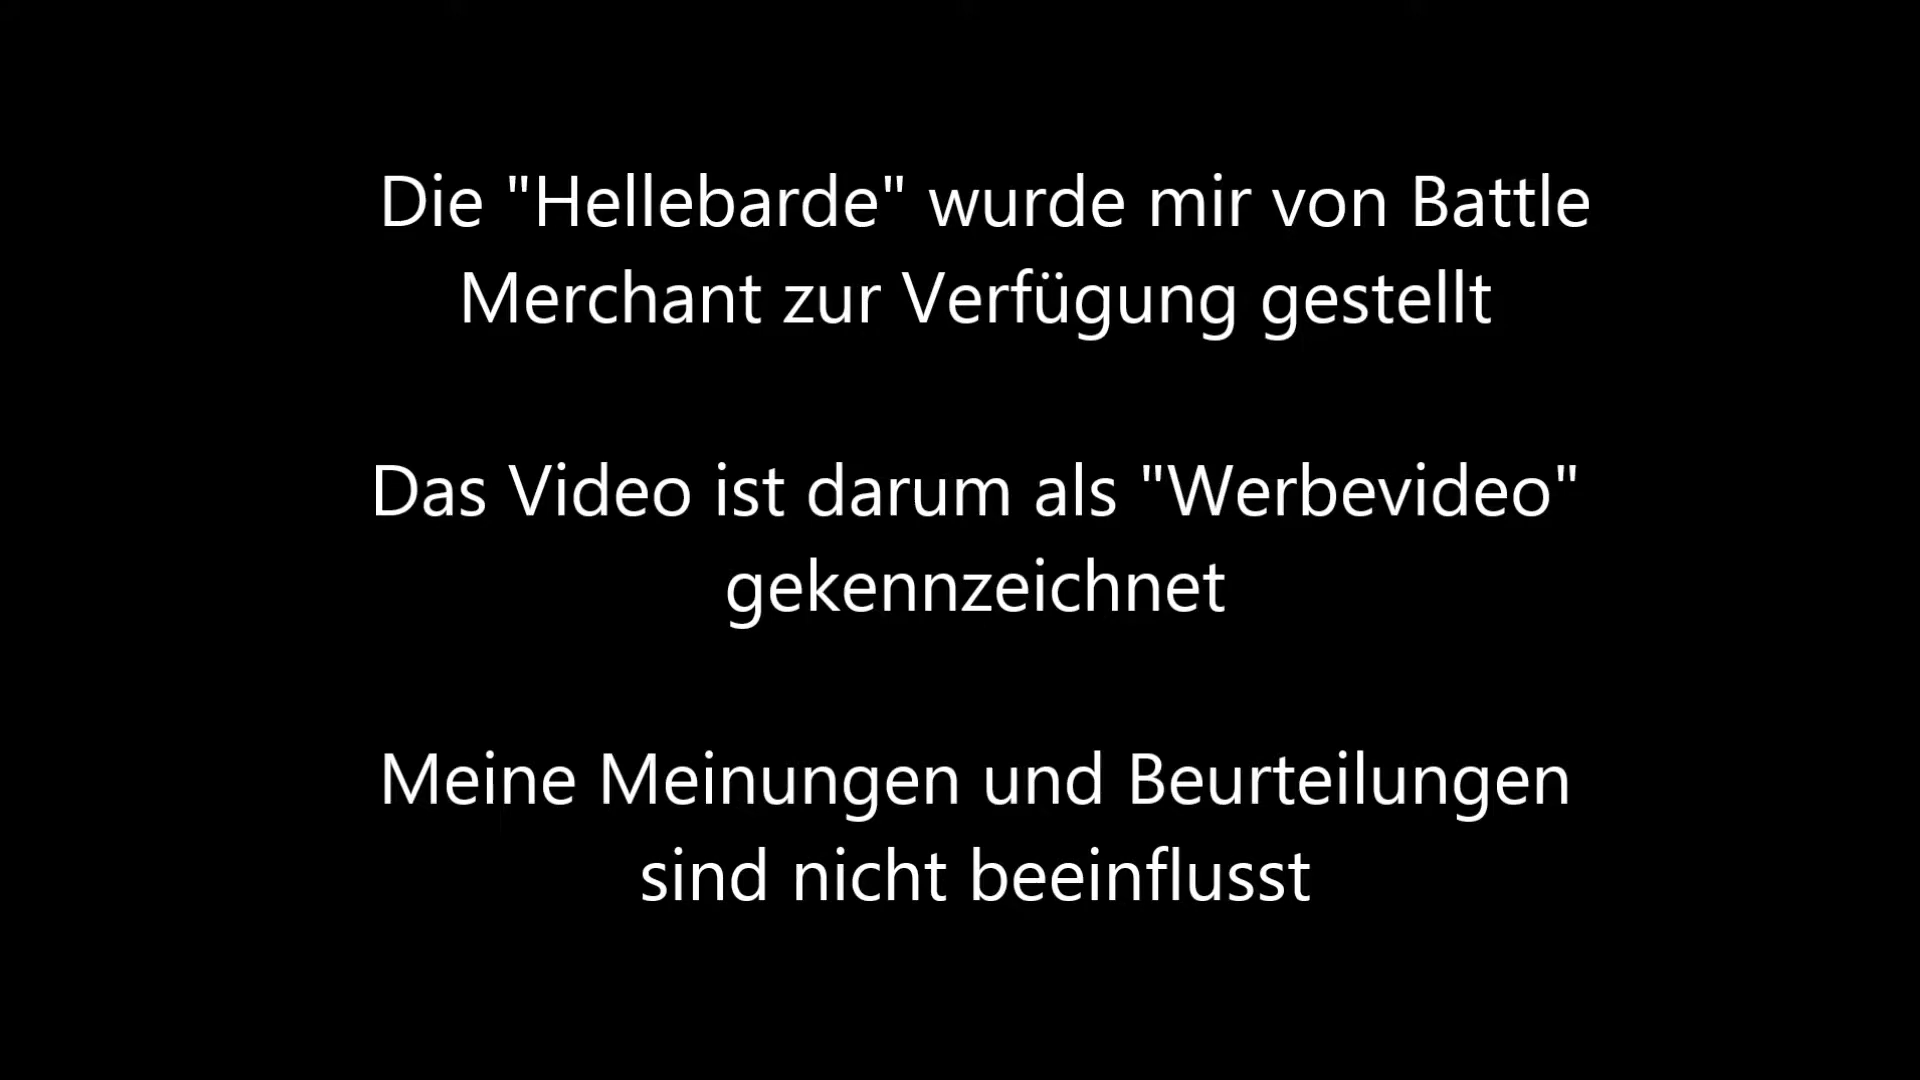 Die "Hellebarde" wurde mir von Battle
Merchant zur Verfügung gestellt
Das Video ist darum als "Werbevideo"
gekennzeichnet
Meine Meinungen und Beurteilungen
sind nicht beeinflusst